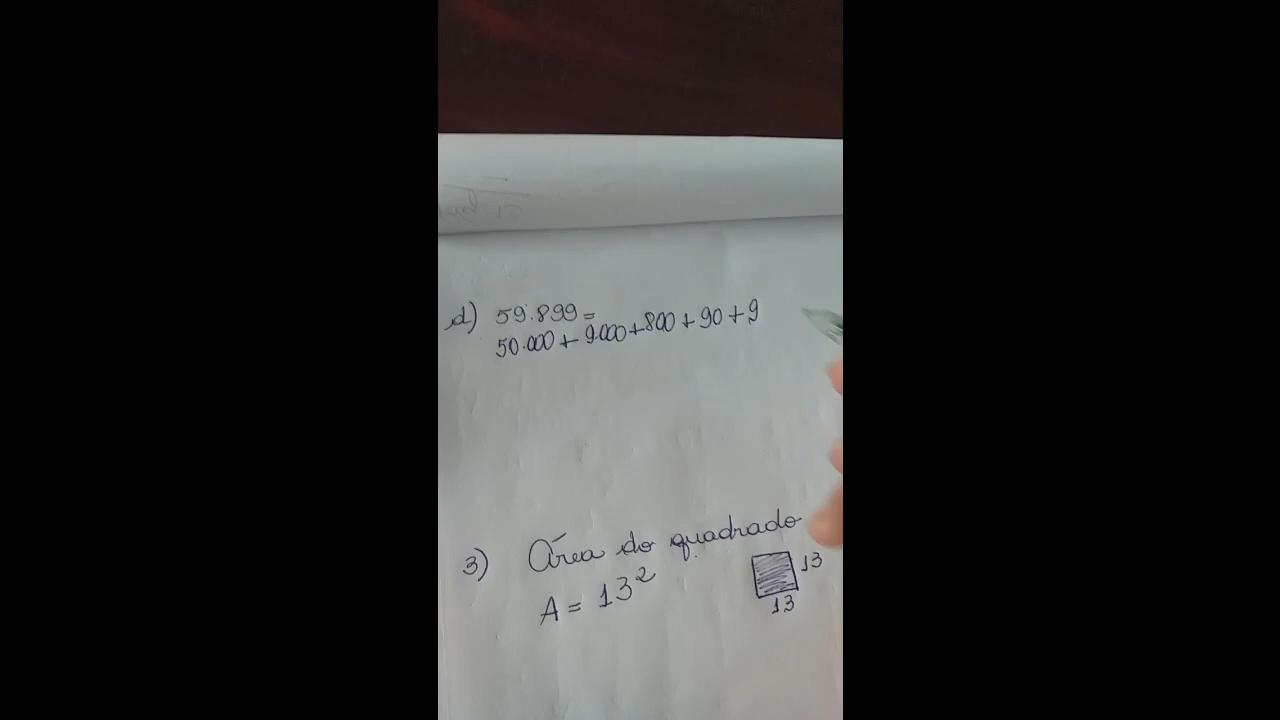 d) 59.899=
50.000+9.000+800+90+9
3) Área do quadrado
A = 13²
13
13